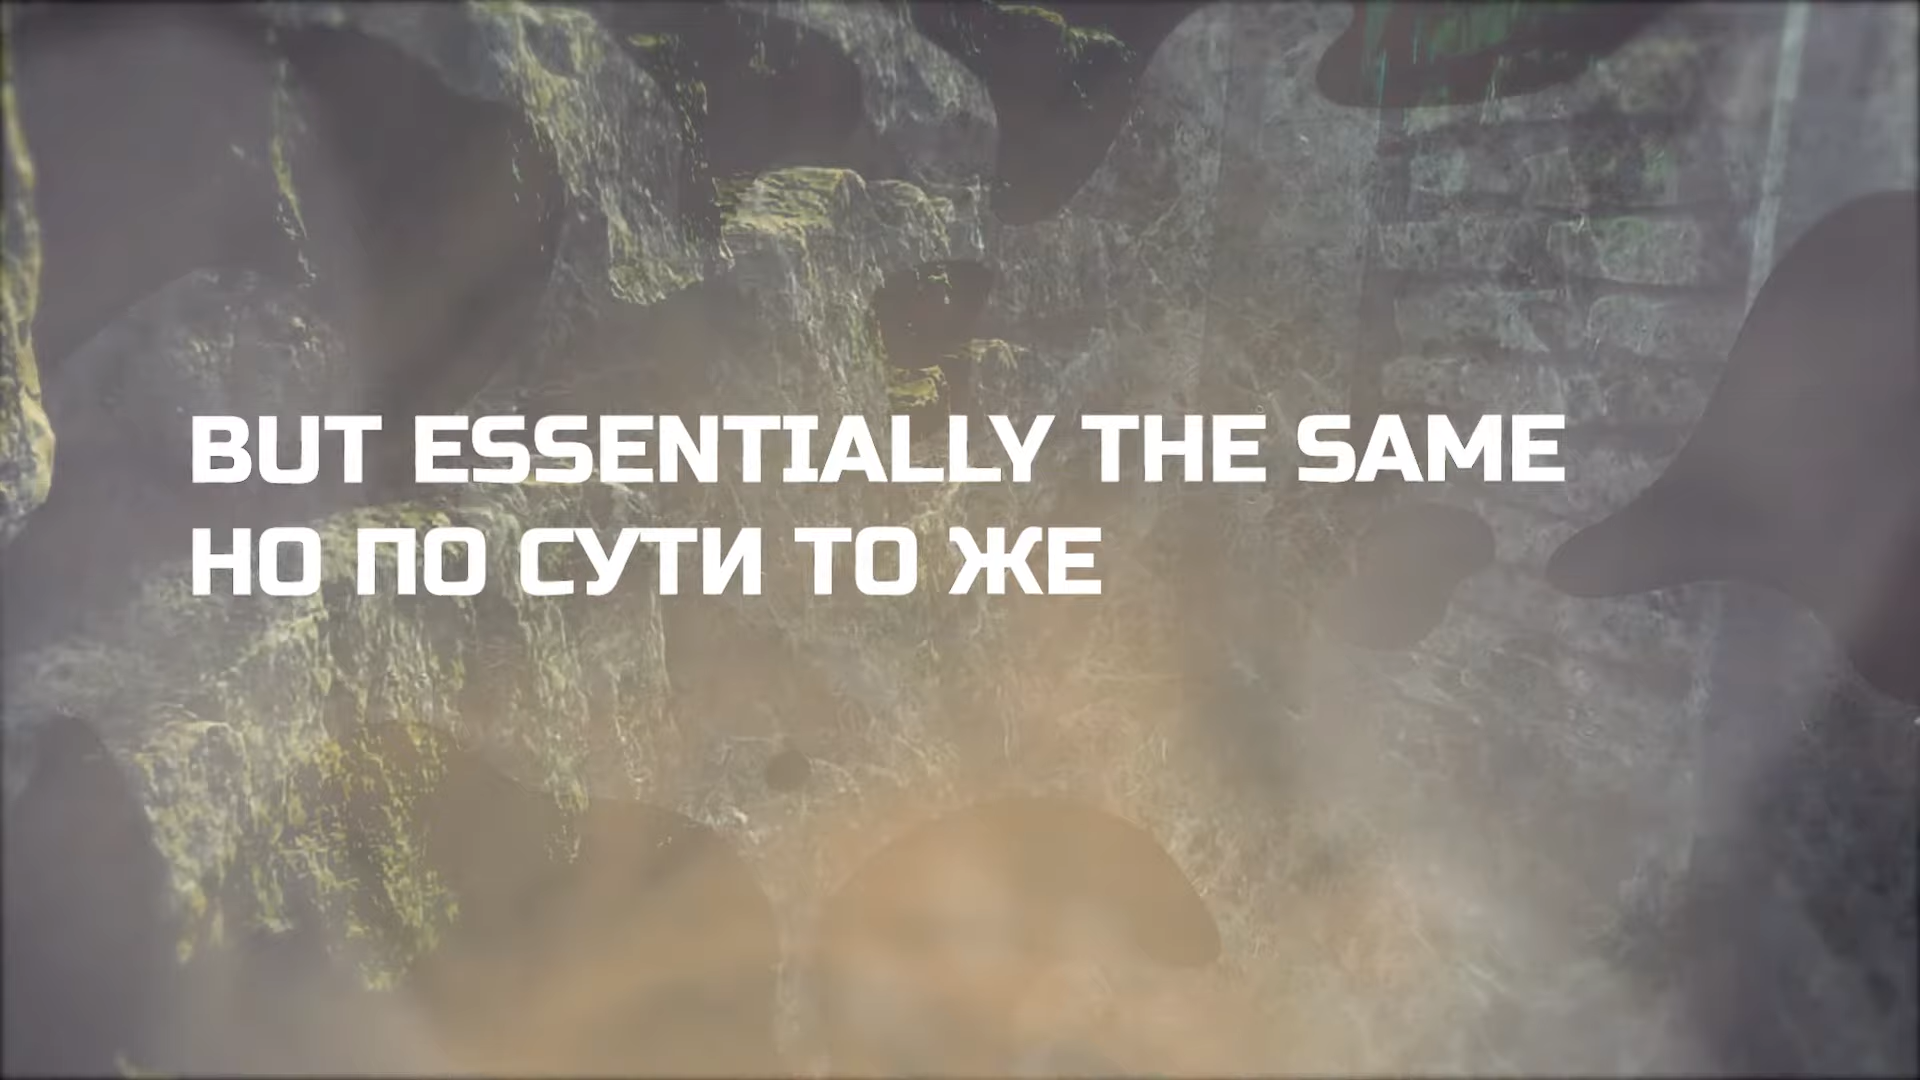 BUT ESSENTIALLY THE SAME
НО ПО СУТИ ТО ЖЕ